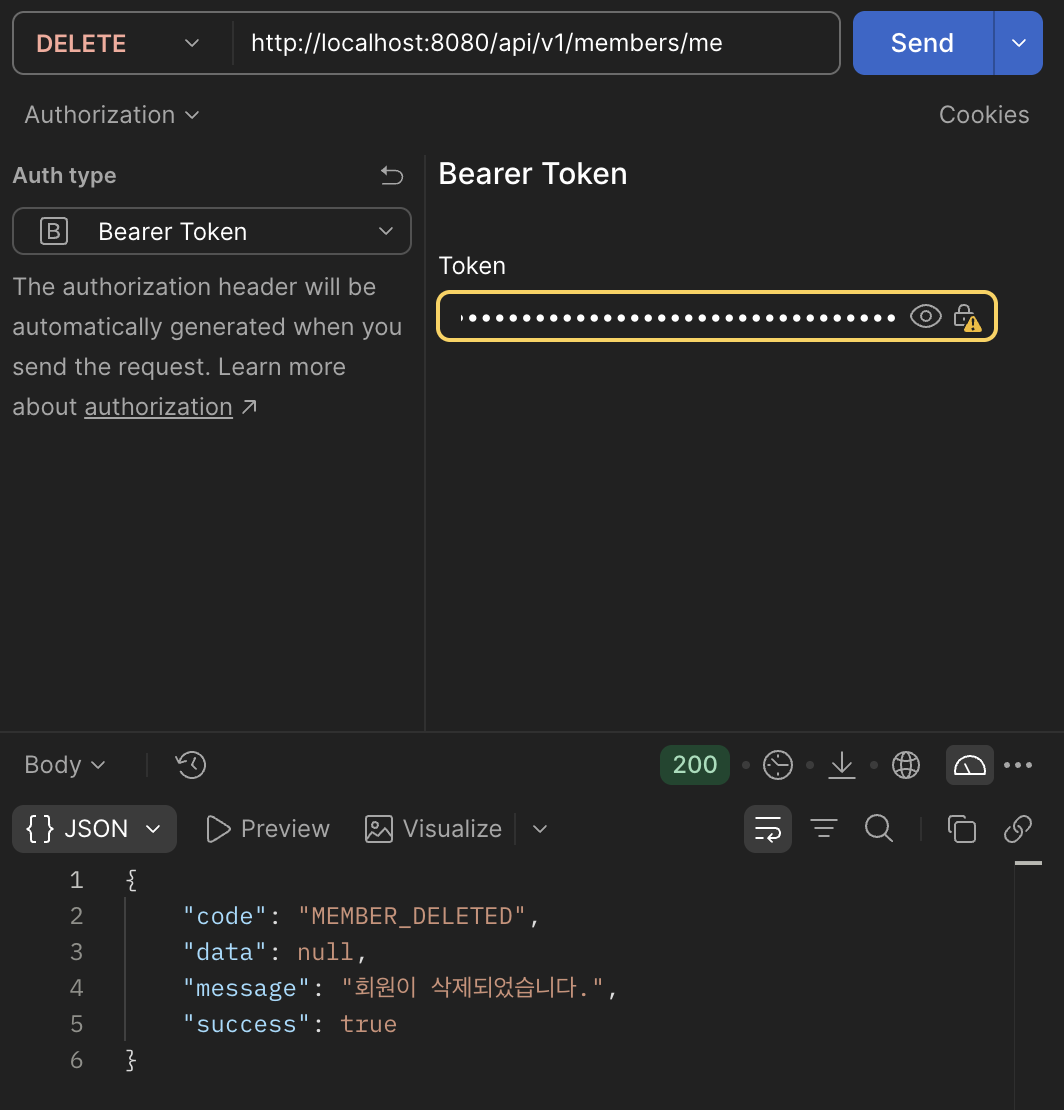 DELETE http://localhost:8080/api/v1/members/me Send
Authorization Cookies
Auth type
B Bearer Token
The authorization header will be
automatically generated when you
send the request. Learn more
about authorization ↗
Bearer Token
Token
Body 200
{} JSON Preview Visualize
1 {
2 "code": "MEMBER_DELETED",
3 "data": null,
4 "message": "회원이 삭제되었습니다.",
5 "success": true
6 }